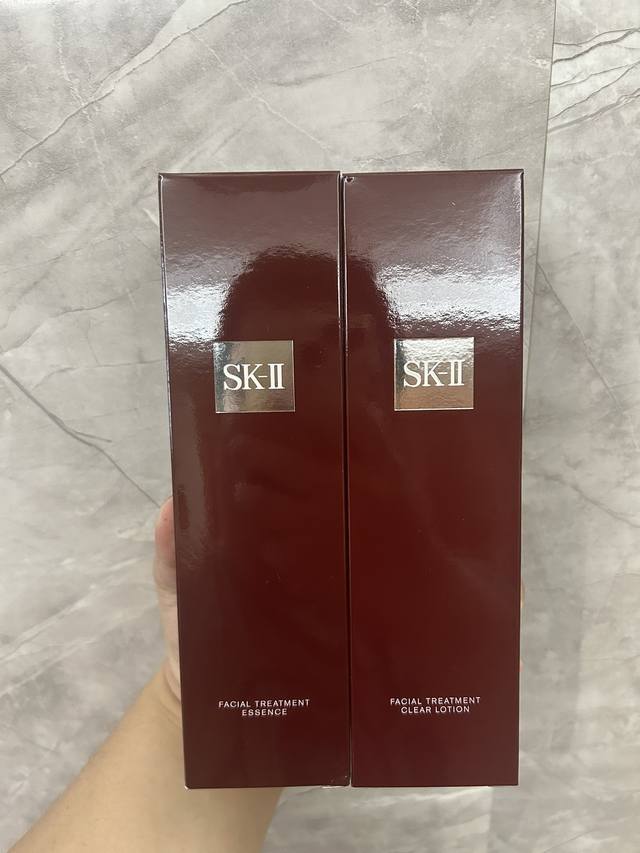 SK-II
FACIAL TREATMENT
ESSENCE
SK-II
FACIAL TREATMENT
CLEAR LOTION